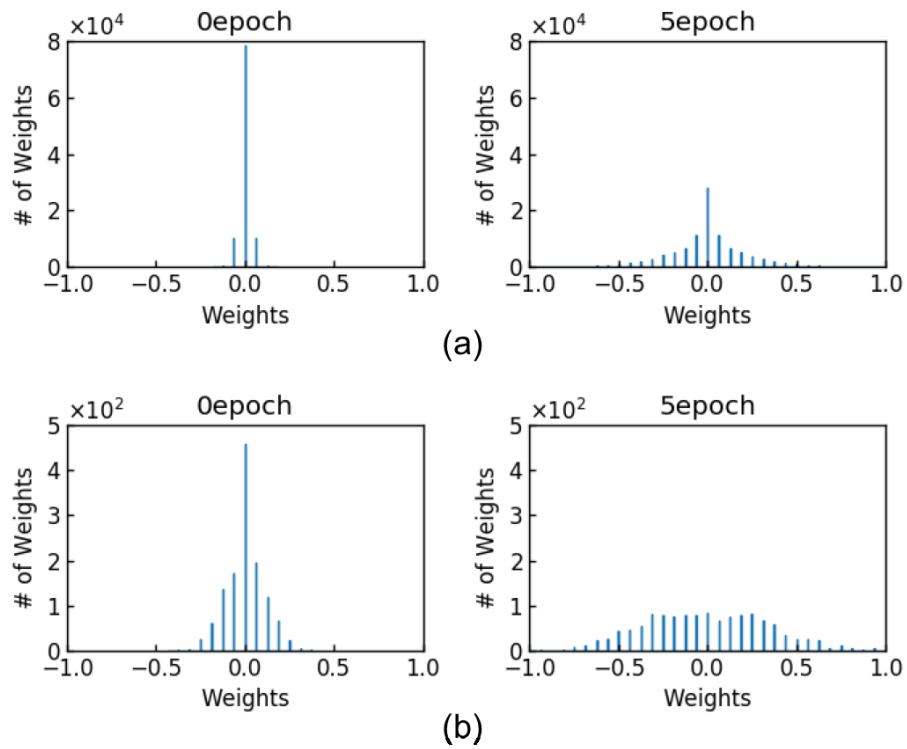 0epoch 5epoch
×10⁴ ×10⁴
8 8
6 6
4 4
2 2
0 0
# of Weights # of Weights
−1.0 −0.5 0.0 0.5 1.0 −1.0 −0.5 0.0 0.5 1.0
Weights Weights
(a)
0epoch 5epoch
×10² ×10²
5 5
4 4
3 3
2 2
1 1
0 0
# of Weights # of Weights
−1.0 −0.5 0.0 0.5 1.0 −1.0 −0.5 0.0 0.5 1.0
Weights Weights
(b)